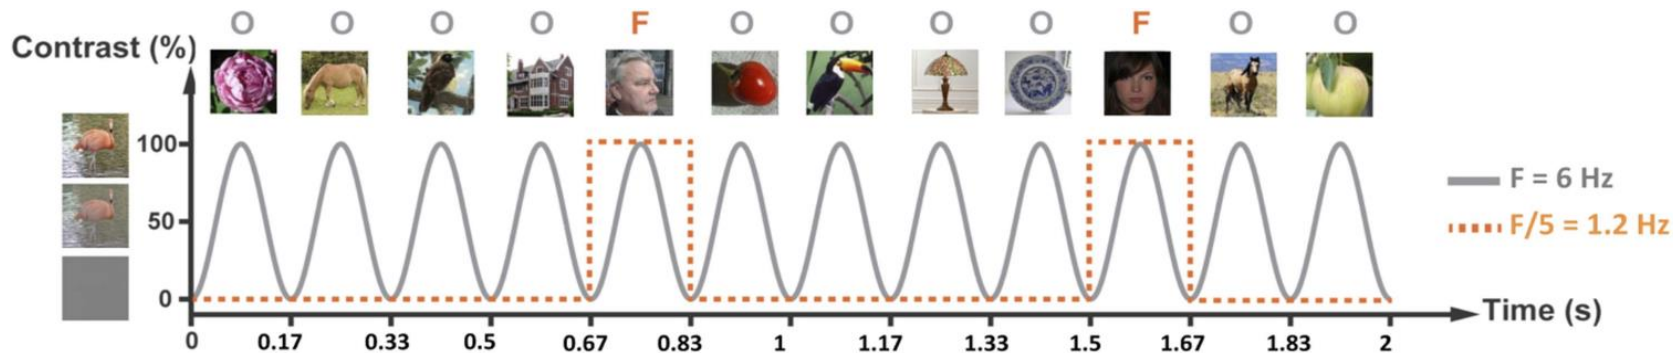 O O O O F O O O O F O O
Contrast (%)
100
F = 6 Hz
50
F/5 = 1.2 Hz
0
Time (s)
0 0.17 0.33 0.5 0.67 0.83 1 1.17 1.33 1.5 1.67 1.83 2